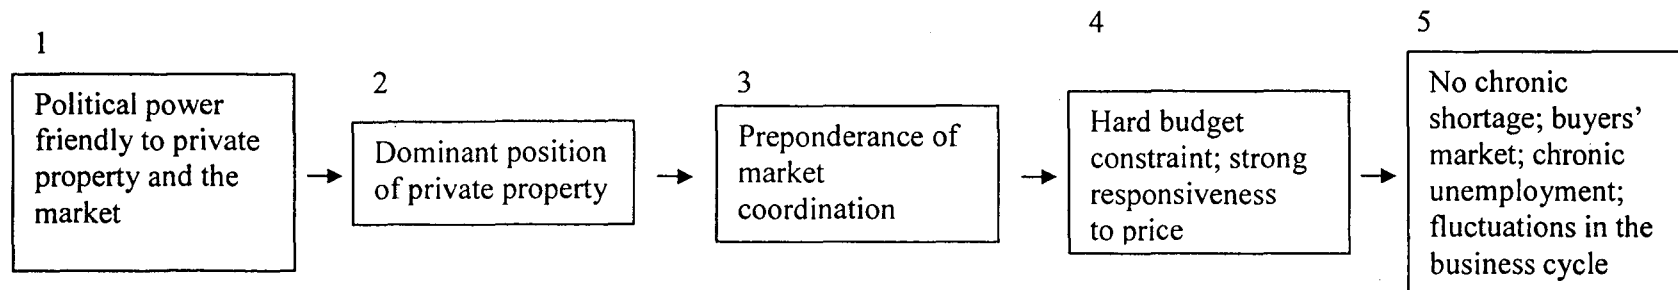 1
Political power
friendly to private
property and the
market
2
Dominant position
of private property
3
Preponderance of
market
coordination
4
Hard budget
constraint; strong
responsiveness
to price
5
No chronic
shortage; buyers'
market; chronic
unemployment;
fluctuations in the
business cycle